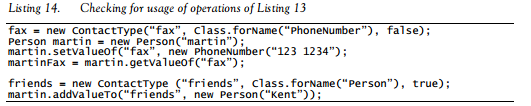 Listing 14. Checking for usage of operations of Listing 13
fax = new ContactType("fax", Class.forName("PhoneNumber"), false);
Person martin = new Person("martin");
martin.setValueOf("fax", new PhoneNumber("123 1234");
martinFax = martin.getValueOf("fax");
friends = new ContactType ("friends", Class.forName("Person"), true);
martin.addValueTo("friends", new Person("Kent"));